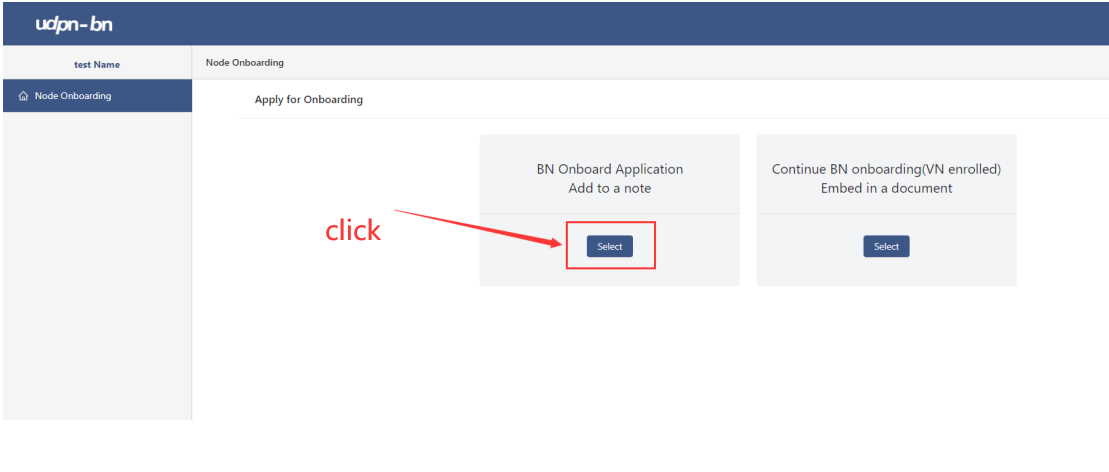 udpn-bn
test Name
Node Onboarding
Node Onboarding
Apply for Onboarding
BN Onboard Application
Add to a note
Select
Continue BN onboarding(VN enrolled)
Embed in a document
Select
click